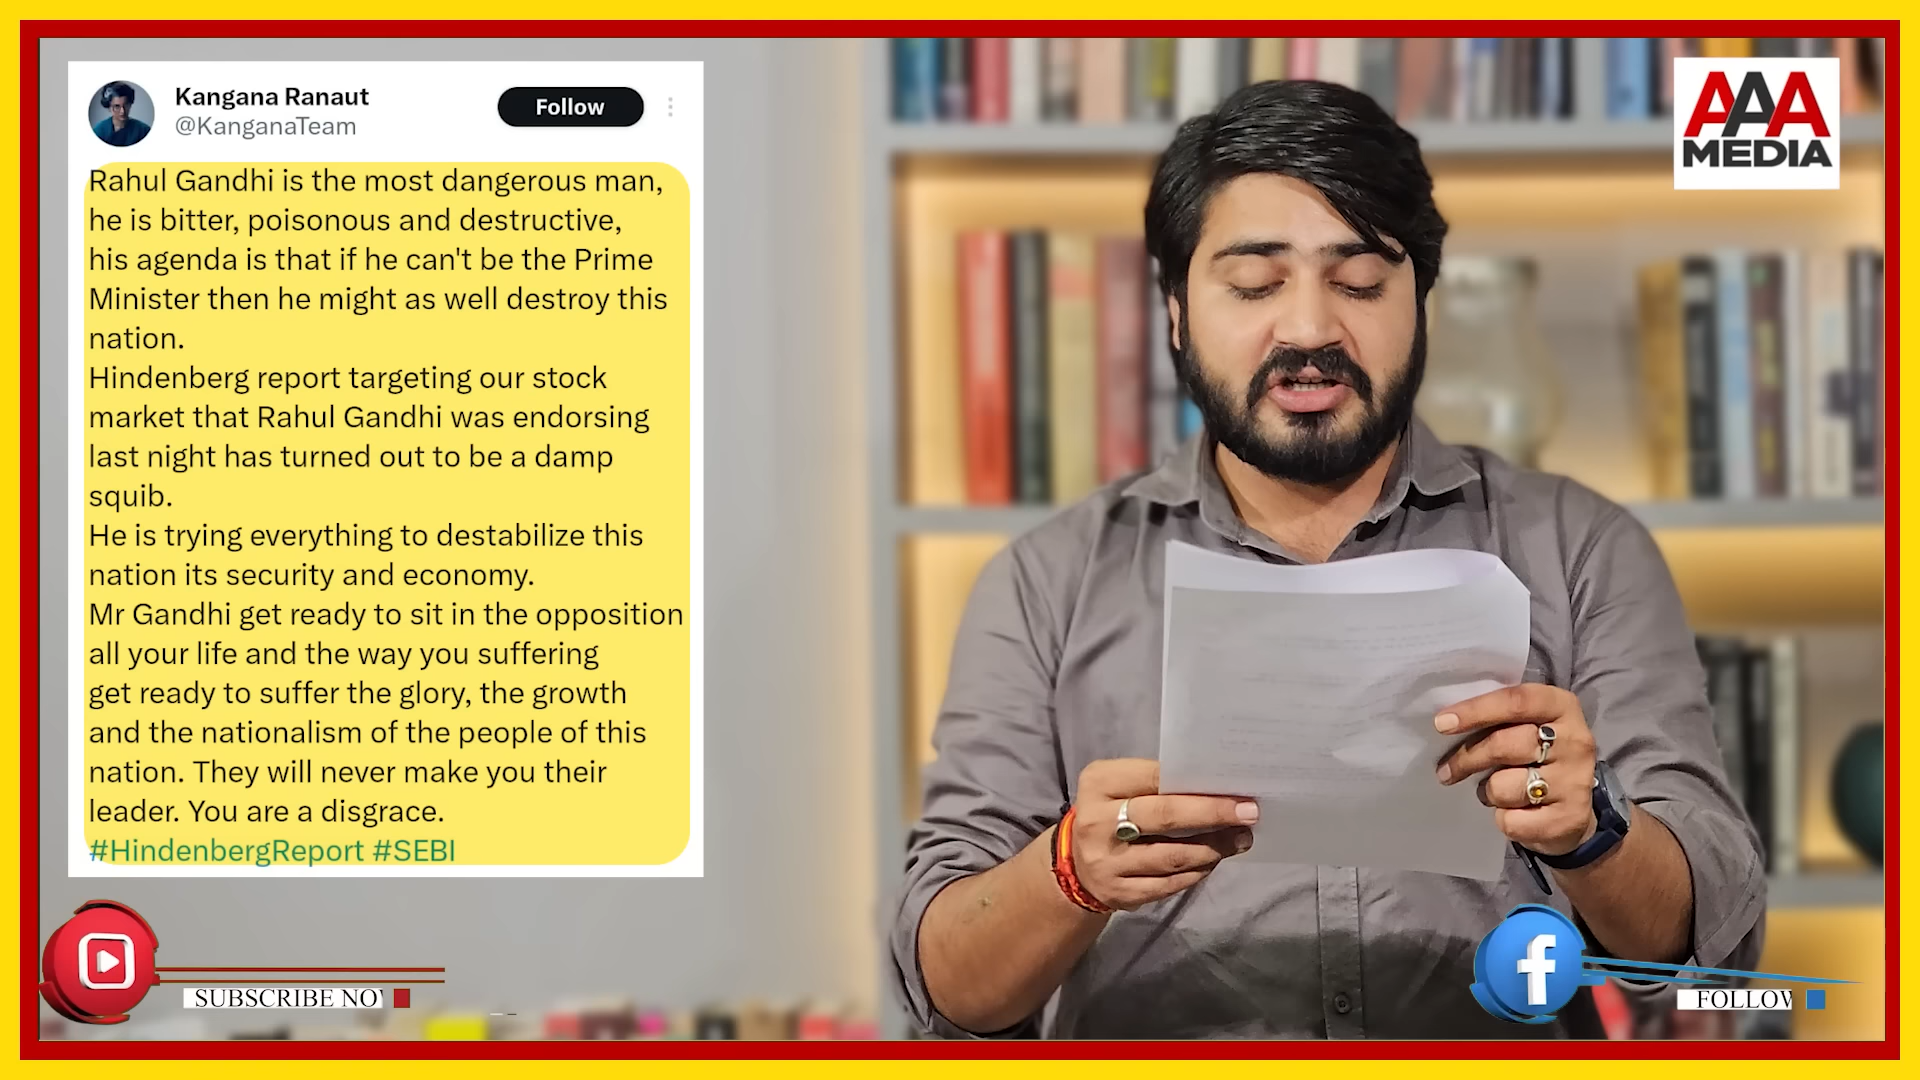 Kangana Ranaut
@KanganaTeam
Follow
Rahul Gandhi is the most dangerous man,
he is bitter, poisonous and destructive,
his agenda is that if he can't be the Prime
Minister then he might as well destroy this
nation.
Hindenberg report targeting our stock
market that Rahul Gandhi was endorsing
last night has turned out to be a damp
squib.
He is trying everything to destabilize this
nation its security and economy.
Mr Gandhi get ready to sit in the opposition
all your life and the way you suffering
get ready to suffer the glory, the growth
and the nationalism of the people of this
nation. They will never make you their
leader. You are a disgrace.
#HindenbergReport #SEBI
AAA
MEDIA
SUBSCRIBE NO
FOLLOW